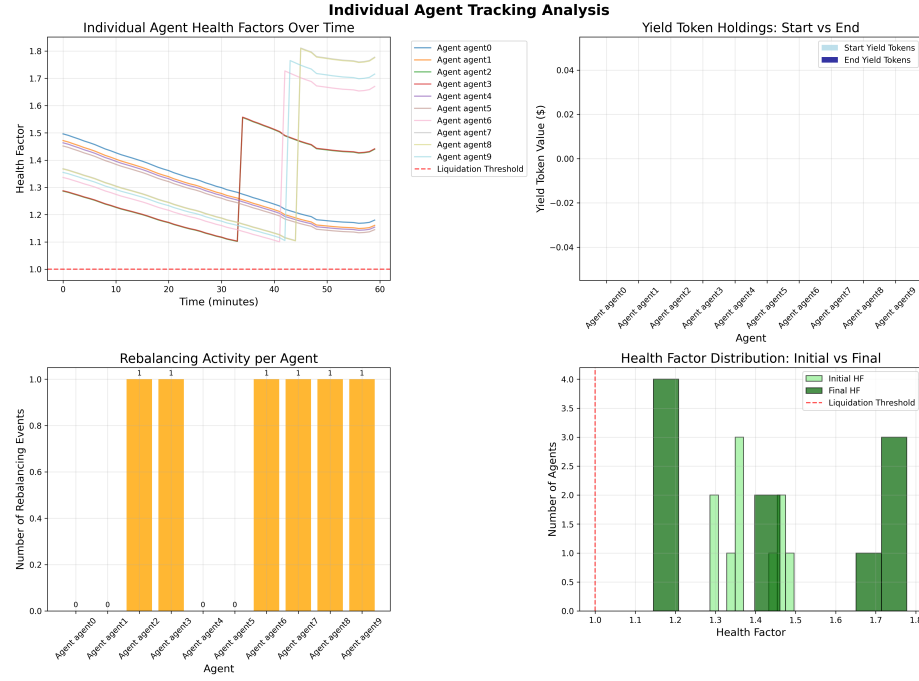 Individual Agent Tracking Analysis
Individual Agent Health Factors Over Time
Health Factor
1.8
1.7
1.6
1.5
1.4
1.3
1.2
1.1
1.0
0 10 20 30 40 50 60
Time (minutes)
Agent agent0
Agent agent1
Agent agent2
Agent agent3
Agent agent4
Agent agent5
Agent agent6
Agent agent7
Agent agent8
Agent agent9
Liquidation Threshold
Yield Token Holdings: Start vs End
Yield Token Value ($)
0.04
0.02
0.00
−0.02
−0.04
Start Yield Tokens
End Yield Tokens
Agent agent0 Agent agent1 Agent agent2 Agent agent3 Agent agent4 Agent agent5 Agent agent6 Agent agent7 Agent agent8 Agent agent9
Agent
Rebalancing Activity per Agent
Number of Rebalancing Events
1.0
0.8
0.6
0.4
0.2
0.0
0 0 1 1 0 0 1 1 1 1
Agent agent0 Agent agent1 Agent agent2 Agent agent3 Agent agent4 Agent agent5 Agent agent6 Agent agent7 Agent agent8 Agent agent9
Agent
Health Factor Distribution: Initial vs Final
Number of Agents
4.0
3.5
3.0
2.5
2.0
1.5
1.0
0.5
0.0
Initial HF
Final HF
Liquidation Threshold
1.0 1.1 1.2 1.3 1.4 1.5 1.6 1.7
Health Factor